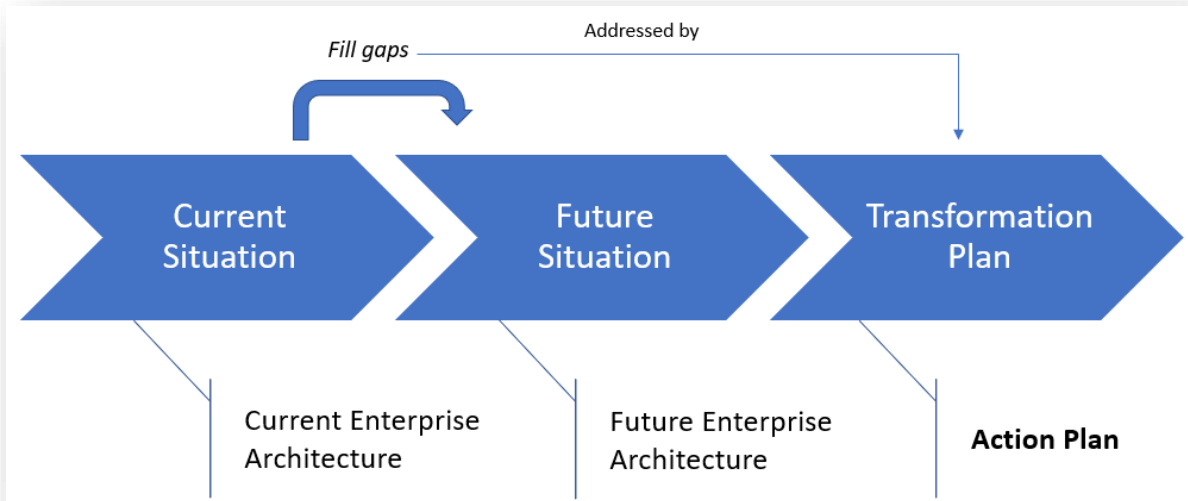 Addressed by
Fill gaps
Current
Situation
Future
Situation
Transformation
Plan
Current Enterprise
Architecture
Future Enterprise
Architecture
Action Plan